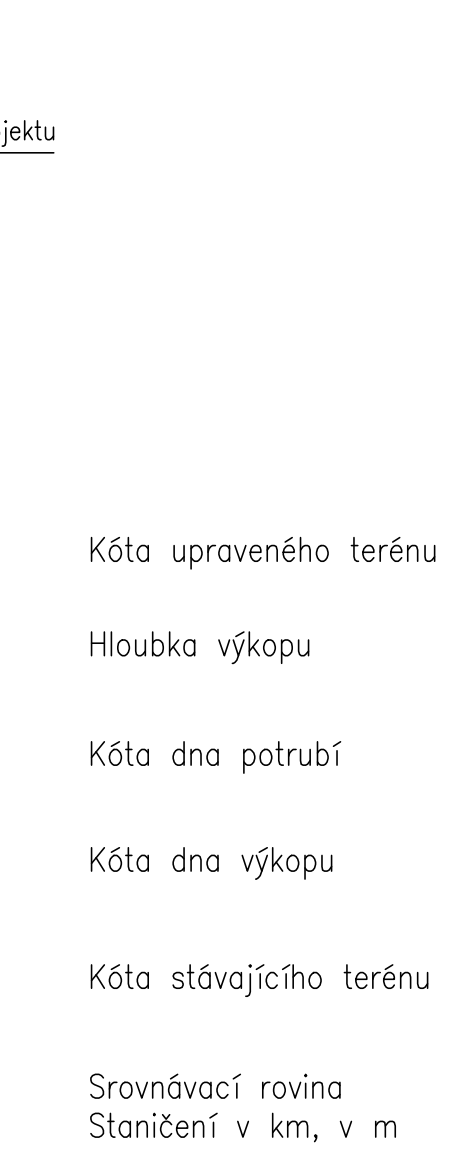 jektu
Kóta upraveného terénu
Hloubka výkopu
Kóta dna potrubí
Kóta dna výkopu
Kóta stávajícího terénu
Srovnávací rovina
Staničení v km, v m